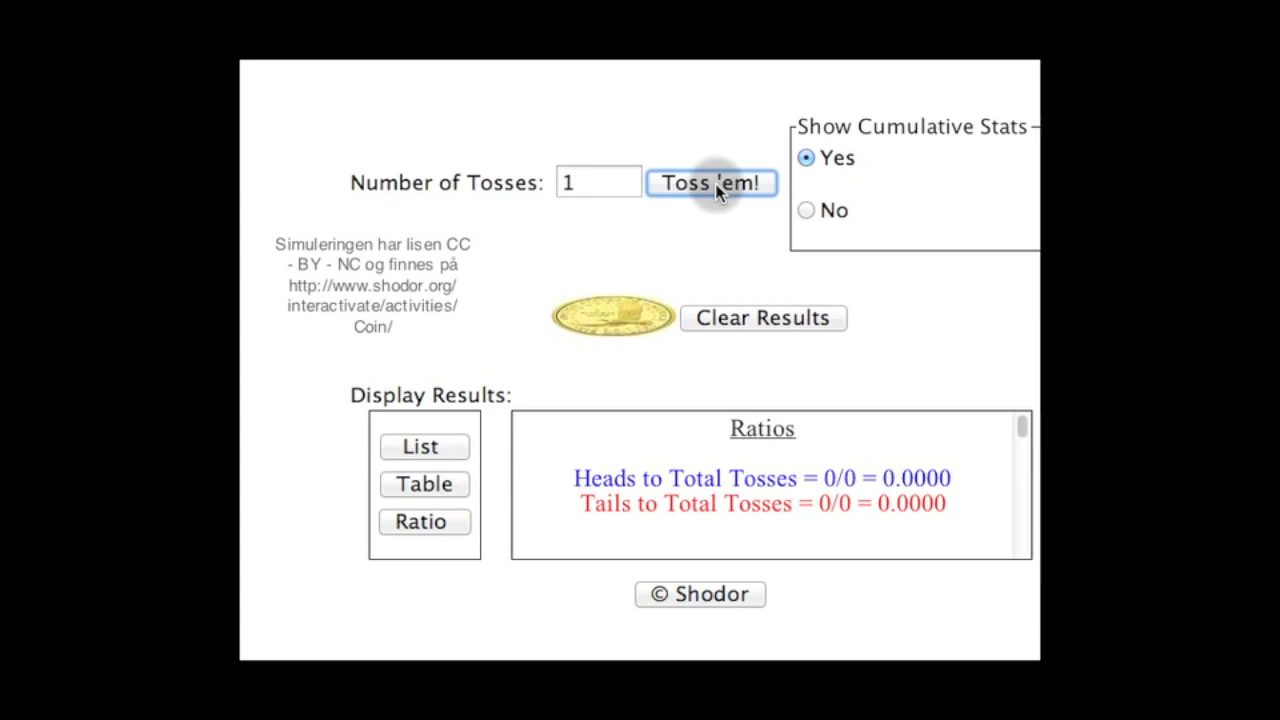 Show Cumulative Stats
Yes
Number of Tosses: 1 Toss 'em!
No
Simuleringen har lisen CC
- BY - NC og finnes på
http://www.shodor.org/
interactivate/activities/
Coin/
Clear Results
Display Results:
Ratios
List
Heads to Total Tosses = 0/0 = 0.0000
Table
Tails to Total Tosses = 0/0 = 0.0000
Ratio
© Shodor